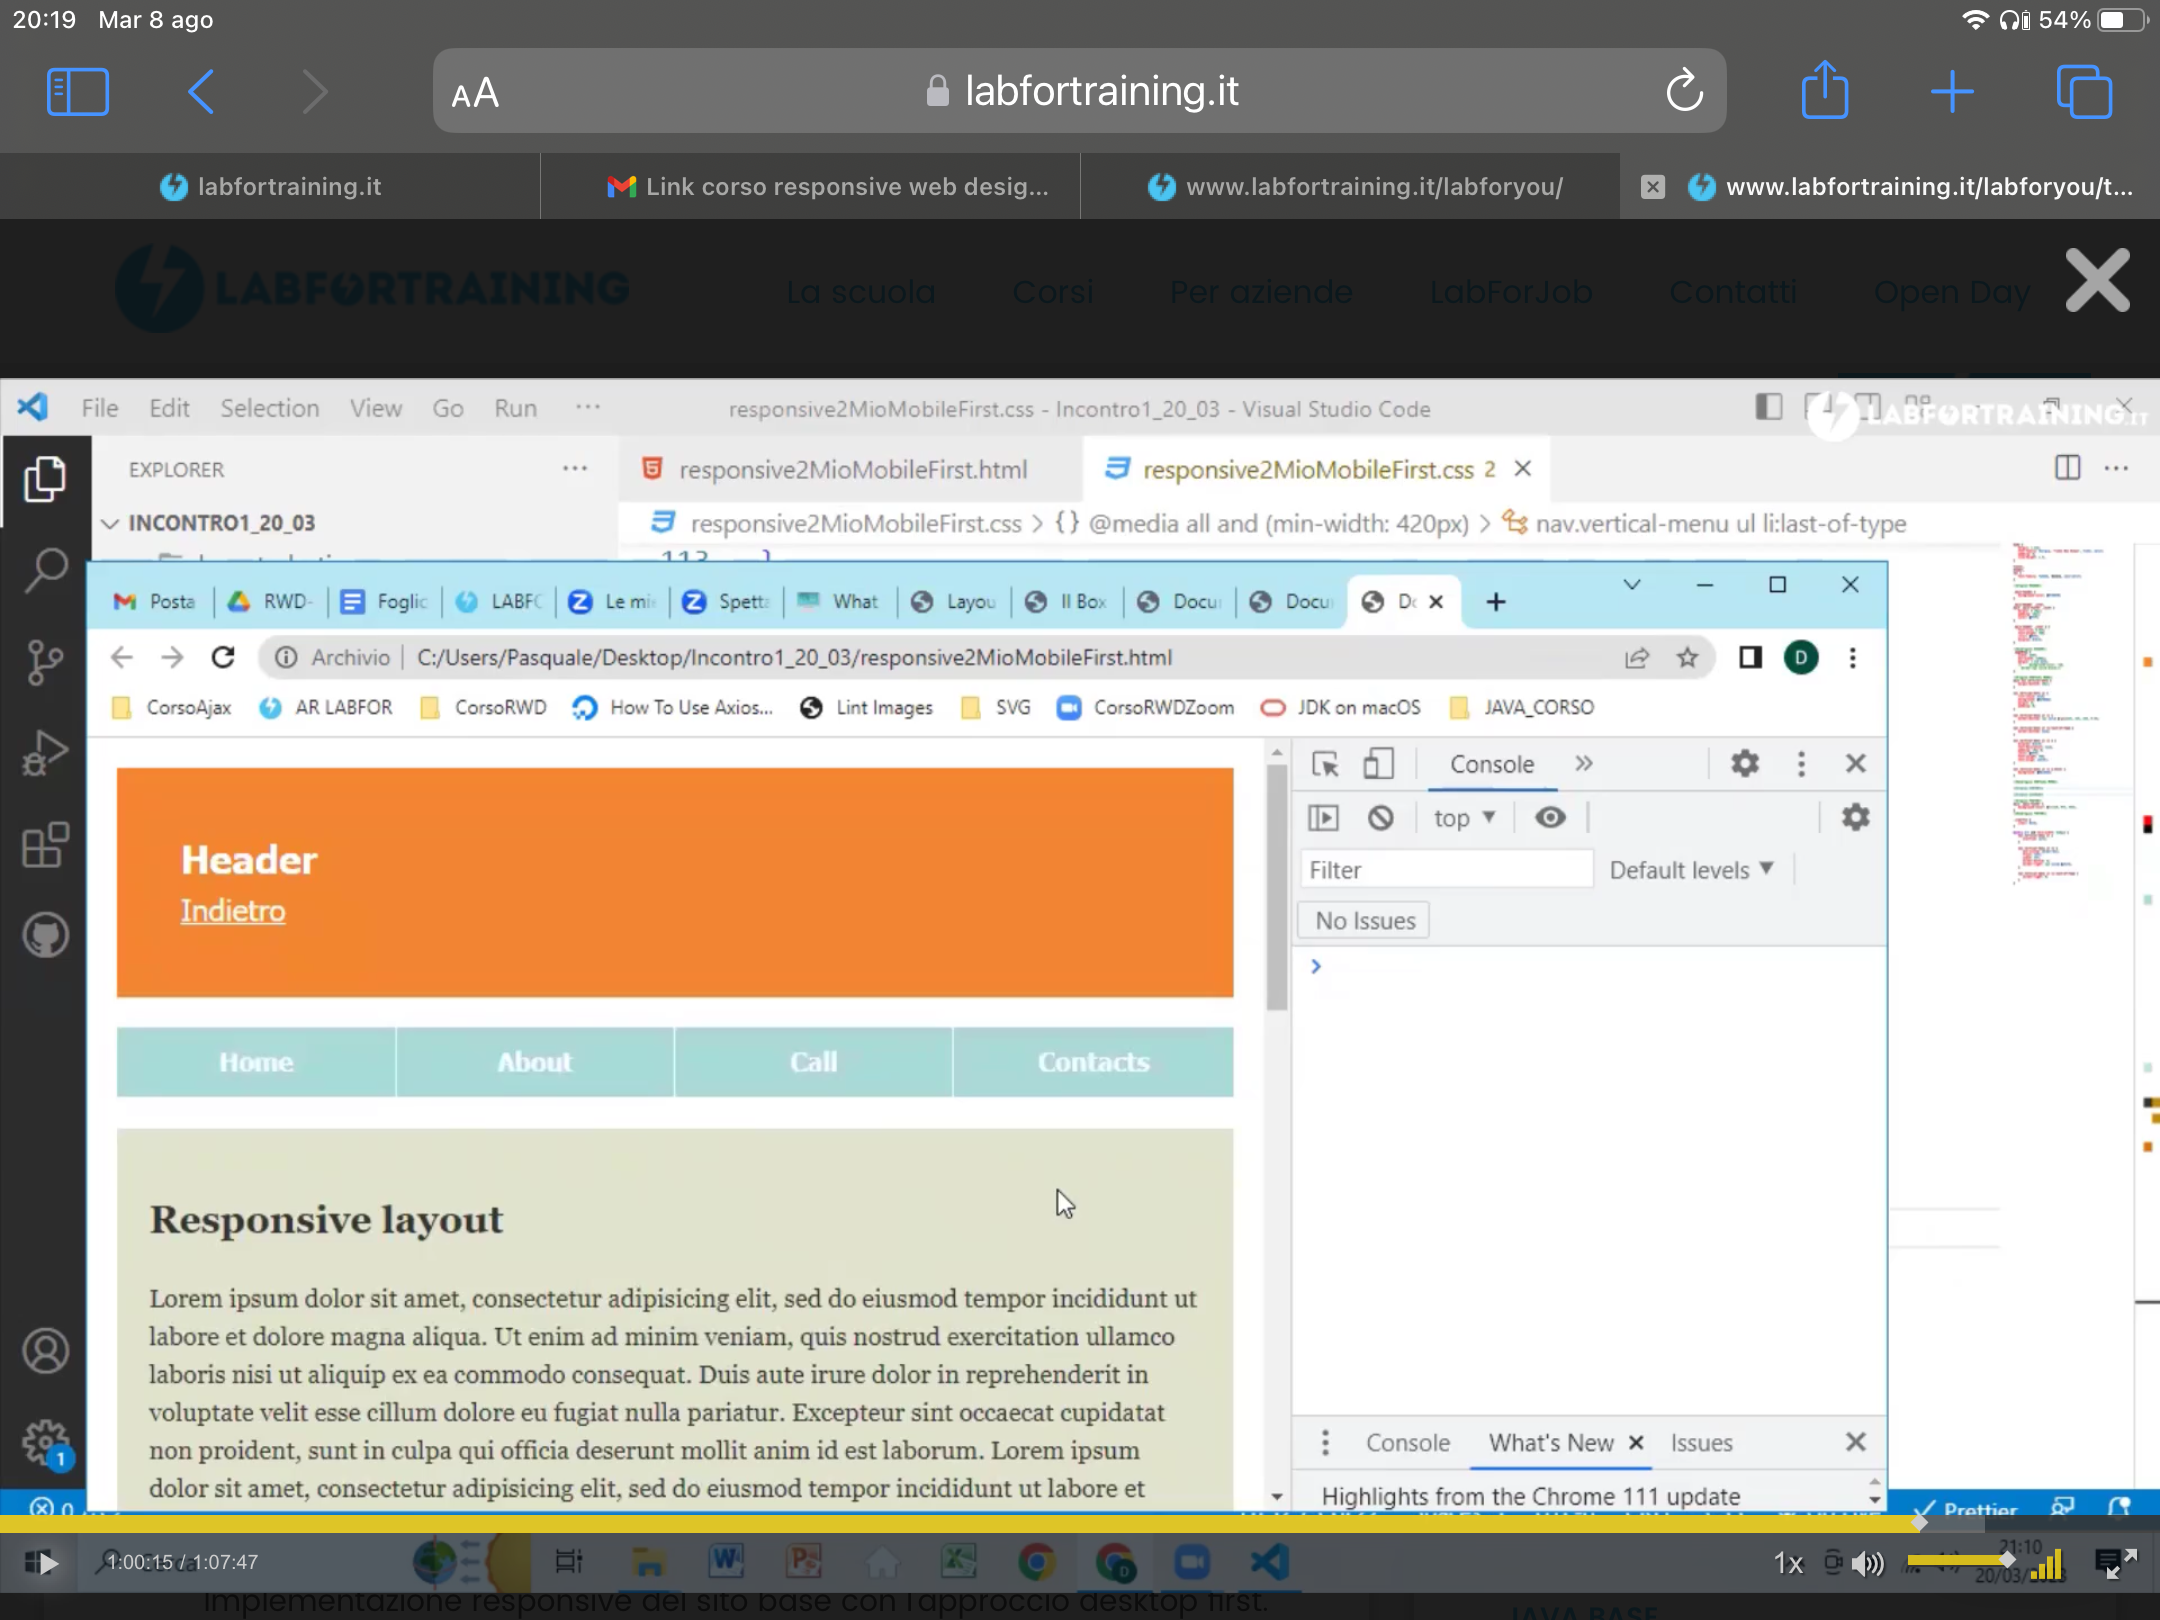 20:19 Mar 8 ago
54%
AA
labfortraining.it
labfortraining.it
Link corso responsive web desig...
www.labfortraining.it/labforyou/
www.labfortraining.it/labforyou/t...
LABFORTRAINING
La scuola
Corsi
Per aziende
LabForJob
Contatti
Open Day
File Edit Selection View Go Run ···
responsive2MioMobileFirst.css - Incontro1_20_03 - Visual Studio Code
LABFORTRAINING.IT
EXPLORER
responsive2MioMobileFirst.html
responsive2MioMobileFirst.css 2
INCONTRO1_20_03
responsive2MioMobileFirst.css > {} @media all and (min-width: 420px) > nav.vertical-menu ul li:last-of-type
113 }
Posta
RWD-
Foglic
LABFC
Le mi
Spetta
What
Layou
Il Box
Docu
Docu
Do
Archivio
C:/Users/Pasquale/Desktop/Incontro1_20_03/responsive2MioMobileFirst.html
D
CorsoAjax
AR LABFOR
CorsoRWD
How To Use Axios...
Lint Images
SVG
CorsoRWDZoom
JDK on macOS
JAVA_CORSO
Console
top
Filter
Default levels
No Issues
Header
Indietro
Home
About
Call
Contacts
Responsive layout
Lorem ipsum dolor sit amet, consectetur adipisicing elit, sed do eiusmod tempor incididunt ut
labore et dolore magna aliqua. Ut enim ad minim veniam, quis nostrud exercitation ullamco
laboris nisi ut aliquip ex ea commodo consequat. Duis aute irure dolor in reprehenderit in
voluptate velit esse cillum dolore eu fugiat nulla pariatur. Excepteur sint occaecat cupidatat
non proident, sunt in culpa qui officia deserunt mollit anim id est laborum. Lorem ipsum
dolor sit amet, consectetur adipisicing elit, sed do eiusmod tempor incididunt ut labore et
Console
What's New
Issues
Highlights from the Chrome 111 update
1
0
Prettier
1:00:15 / 1:07:47
1x
21:10
Implementazione responsive del sito base con l'approccio desktop first.
JAVA BASE